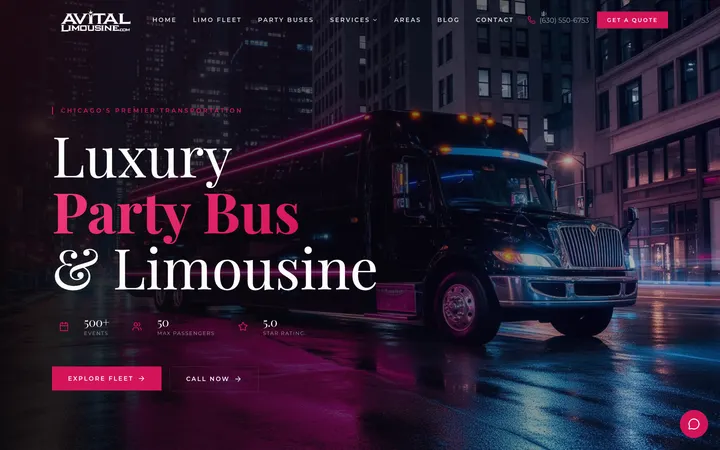 AVITAL
LIMOUSINE.COM
HOME
LIMO FLEET
PARTY BUSES
SERVICES
AREAS
BLOG
CONTACT
(630) 550-6753
GET A QUOTE
CHICAGO'S PREMIER TRANSPORTATION
Luxury
Party Bus
& Limousine
500+
EVENTS
50
MAX PASSENGERS
5.0
STAR RATING
EXPLORE FLEET →
CALL NOW →